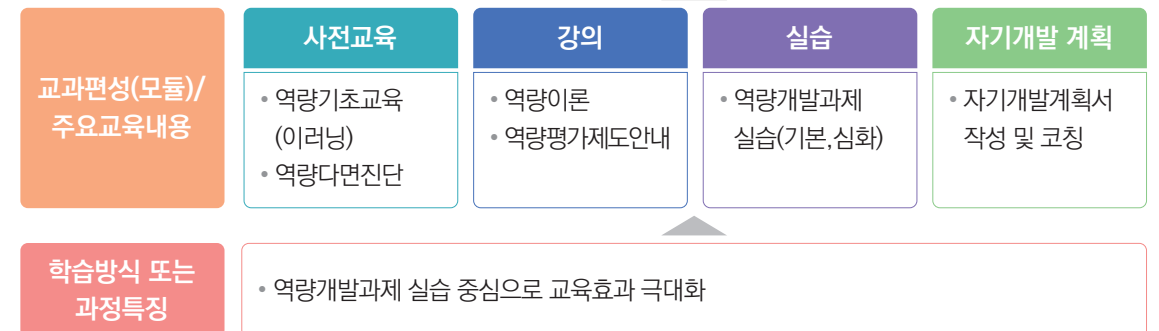 교과편성(모듈)/
주요교육내용
사전교육
• 역량기초교육
(이러닝)
• 역량다면진단
강의
• 역량이론
• 역량평가제도안내
실습
• 역량개발과제
실습(기본,심화)
자기개발 계획
• 자기개발계획서
작성 및 코칭
학습방식 또는
과정특징
• 역량개발과제 실습 중심으로 교육효과 극대화